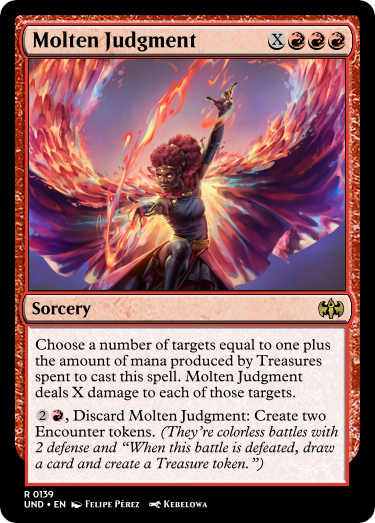 Molten Judgment X R R R
Sorcery
Choose a number of targets equal to one plus
the amount of mana produced by Treasures
spent to cast this spell. Molten Judgment
deals X damage to each of those targets.
2 R, Discard Molten Judgment: Create two
Encounter tokens. (They're colorless battles with
2 defense and “When this battle is defeated, draw
a card and create a Treasure token.”)
R 0139
UND • EN Felipe Pérez Kebelowa